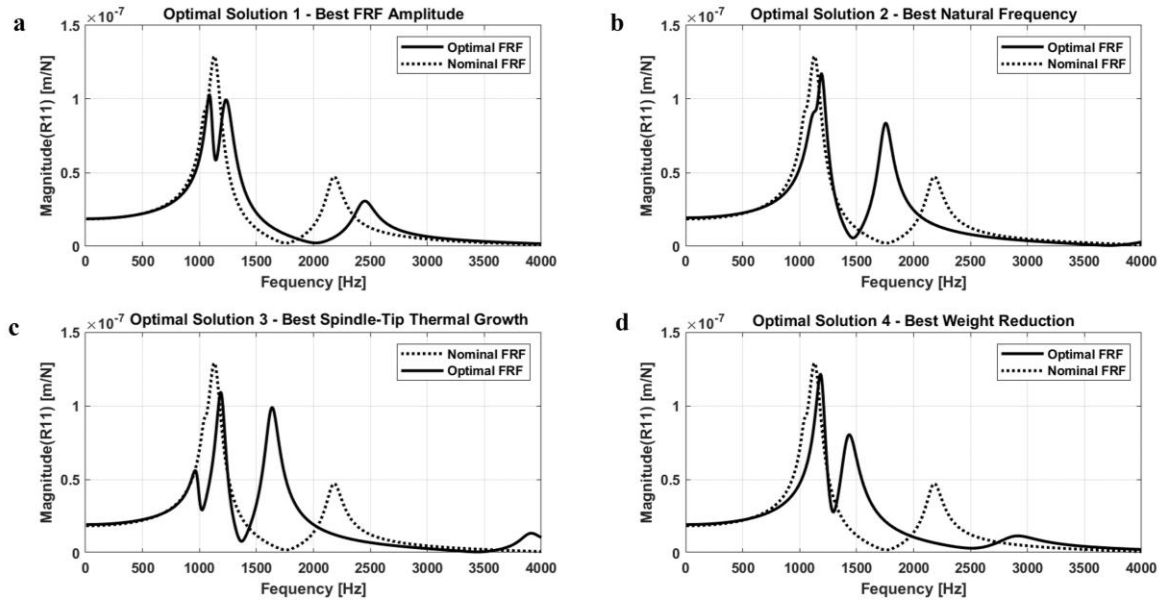 a
Optimal Solution 1 - Best FRF Amplitude
×10⁻⁷
1.5
1
0.5
0
Magnitude(R11) [m/N]
Optimal FRF
Nominal FRF
0 500 1000 1500 2000 2500 3000 3500 4000
Fequency [Hz]
b
Optimal Solution 2 - Best Natural Frequency
×10⁻⁷
1.5
1
0.5
0
Magnitude(R11) [m/N]
Optimal FRF
Nominal FRF
0 500 1000 1500 2000 2500 3000 3500 4000
Fequency [Hz]
c
Optimal Solution 3 - Best Spindle-Tip Thermal Growth
×10⁻⁷
1.5
1
0.5
0
Magnitude(R11) [m/N]
Nominal FRF
Optimal FRF
0 500 1000 1500 2000 2500 3000 3500 4000
Fequency [Hz]
d
Optimal Solution 4 - Best Weight Reduction
×10⁻⁷
1.5
1
0.5
0
Magnitude(R11) [m/N]
Optimal FRF
Nominal FRF
0 500 1000 1500 2000 2500 3000 3500 4000
Fequency [Hz]